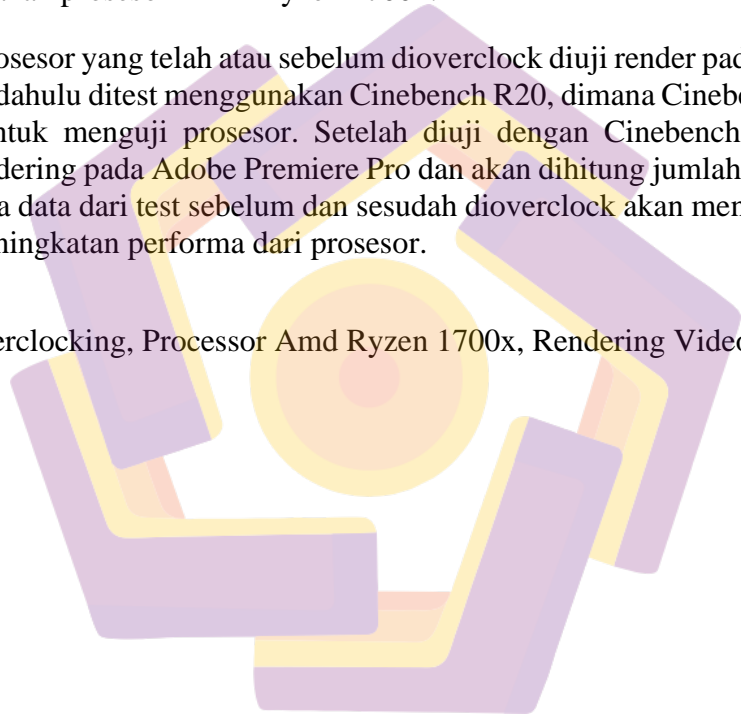 osesor yang telah atau sebelum dioverclock diuji render pad
dahulu ditest menggunakan Cinebench R20, dimana Cinebe
ntuk menguji prosesor. Setelah diuji dengan Cinebench
dering pada Adobe Premiere Pro dan akan dihitung jumlah
a data dari test sebelum dan sesudah dioverclock akan men
ningkatan performa dari prosesor.
erclocking, Processor Amd Ryzen 1700x, Rendering Video